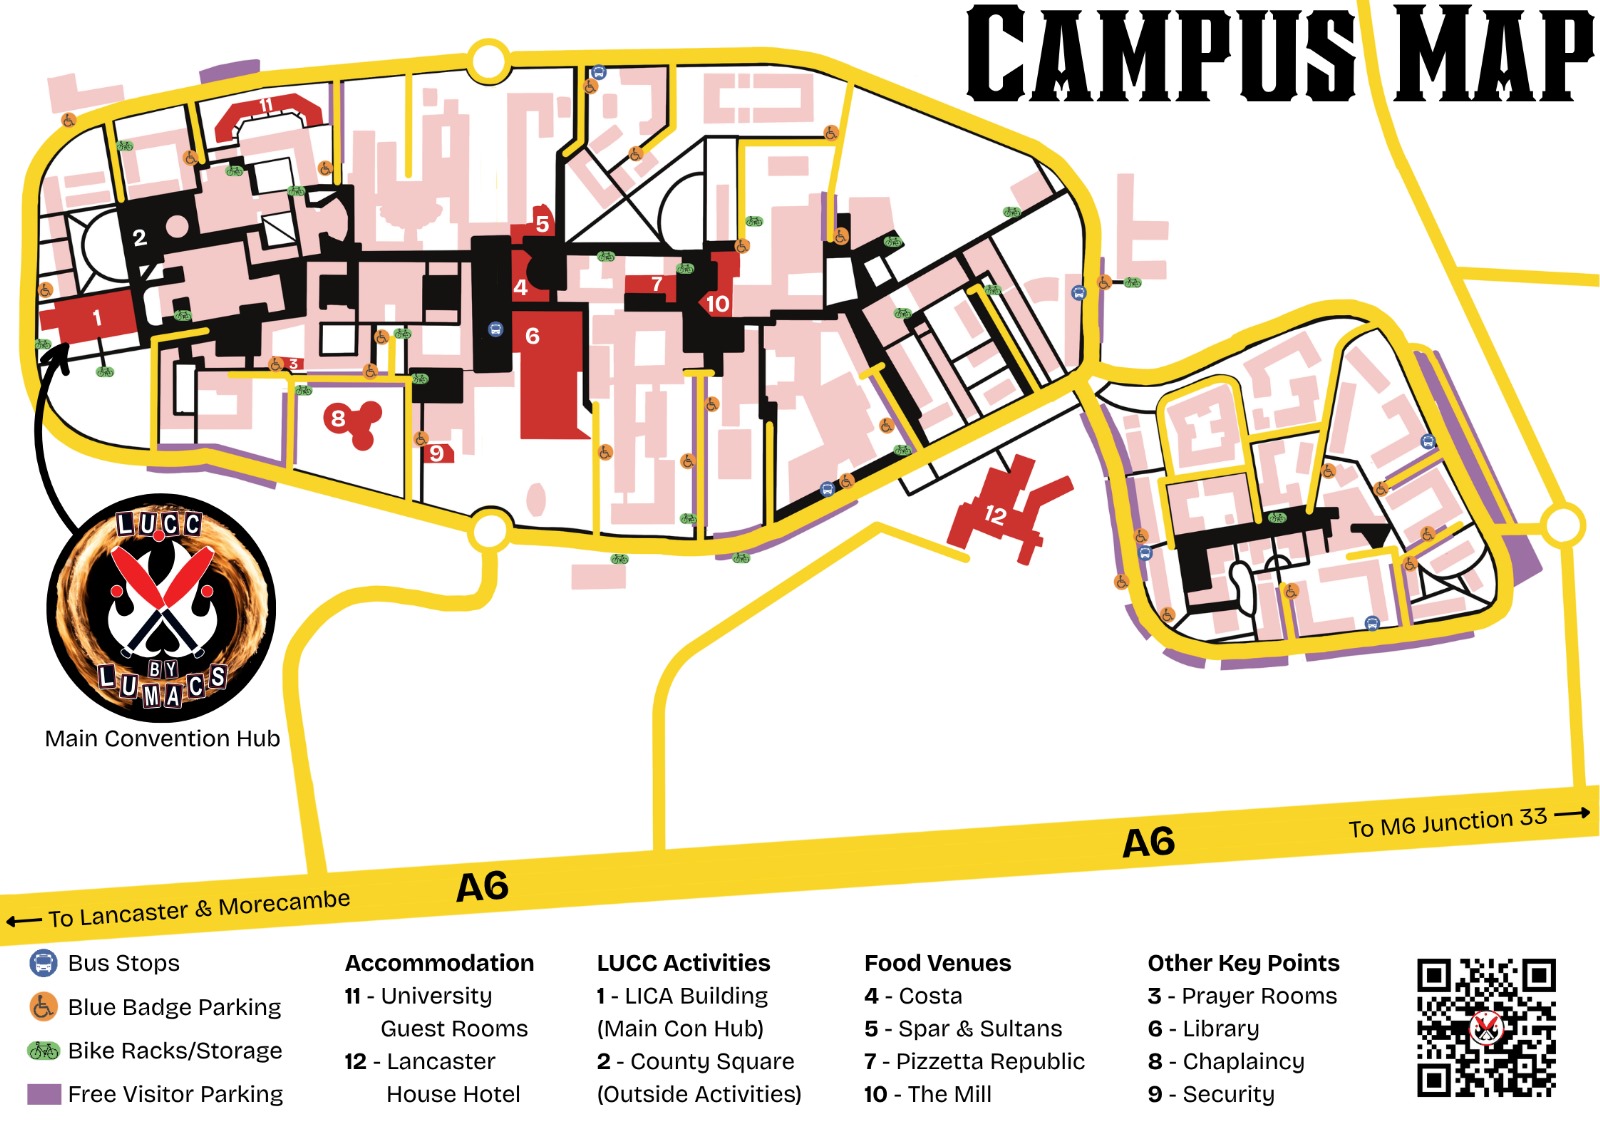 CAMPUS MAP
11
2
5
4
7
10
1
6
3
8
9
12
LUCC
BY
LUMACS
Main Convention Hub
To M6 Junction 33
A6
A6
To Lancaster & Morecambe
Bus Stops
Blue Badge Parking
Bike Racks/Storage
Free Visitor Parking
Accommodation
11 - University
Guest Rooms
12 - Lancaster
House Hotel
LUCC Activities
1 - LICA Building
(Main Con Hub)
2 - County Square
(Outside Activities)
Food Venues
4 - Costa
5 - Spar & Sultans
7 - Pizzetta Republic
10 - The Mill
Other Key Points
3 - Prayer Rooms
6 - Library
8 - Chaplaincy
9 - Security